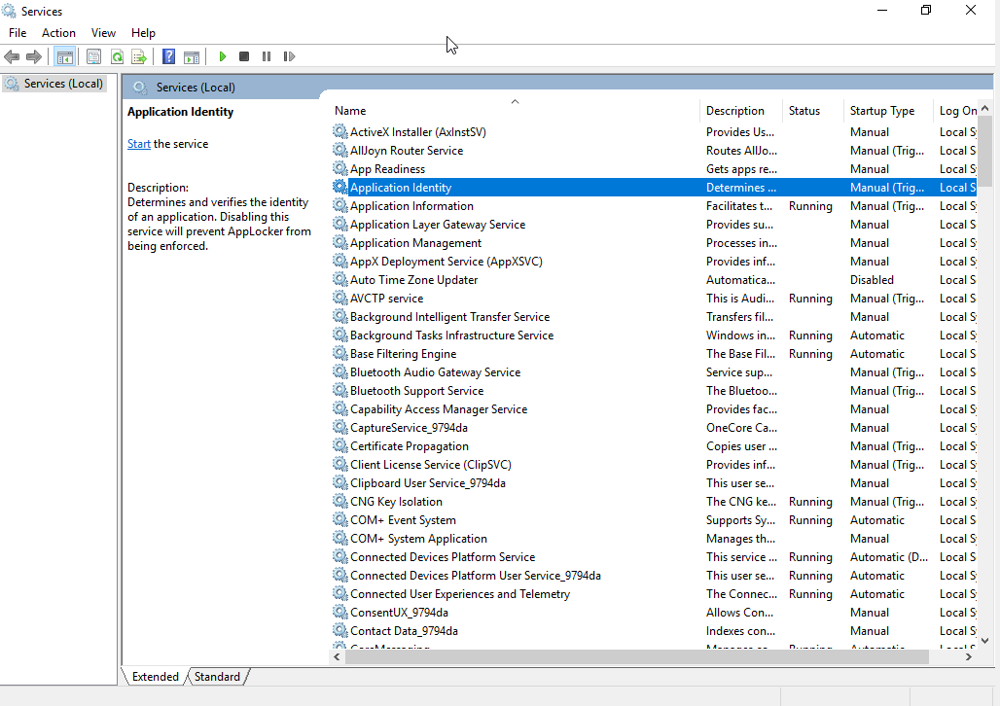 Services
File Action View Help
Services (Local)
Services (Local)
Application Identity
Start the service
Description:
Determines and verifies the identity
of an application. Disabling this
service will prevent AppLocker from
being enforced.
Name Description Status Startup Type Log On
ActiveX Installer (AxInstSV) Provides Us... Manual Local S
AllJoyn Router Service Routes AllJo... Manual (Trig... Local S
App Readiness Gets apps re... Manual Local S
Application Identity Determines ... Manual (Trig... Local S
Application Information Facilitates t... Running Manual (Trig... Local S
Application Layer Gateway Service Provides su... Manual Local S
Application Management Processes in... Manual Local S
AppX Deployment Service (AppXSVC) Provides inf... Manual Local S
Auto Time Zone Updater Automatica... Disabled Local S
AVCTP service This is Audi... Running Manual (Trig... Local S
Background Intelligent Transfer Service Transfers fil... Manual Local S
Background Tasks Infrastructure Service Windows in... Running Automatic Local S
Base Filtering Engine The Base Fil... Running Automatic Local S
Bluetooth Audio Gateway Service Service sup... Manual (Trig... Local S
Bluetooth Support Service The Bluetoo... Manual (Trig... Local S
Capability Access Manager Service Provides fac... Manual Local S
CaptureService_9794da OneCore Ca... Manual Local S
Certificate Propagation Copies user ... Manual (Trig... Local S
Client License Service (ClipSVC) Provides inf... Manual (Trig... Local S
Clipboard User Service_9794da This user se... Manual Local S
CNG Key Isolation The CNG ke... Running Manual (Trig... Local S
COM+ Event System Supports Sy... Running Automatic Local S
COM+ System Application Manages th... Manual Local S
Connected Devices Platform Service This service ... Running Automatic (D... Local S
Connected Devices Platform User Service_9794da This user se... Running Automatic Local S
Connected User Experiences and Telemetry The Connec... Running Automatic Local S
ConsentUX_9794da Allows Con... Manual Local S
Contact Data_9794da Indexes con... Manual Local S
CoreMessaging Manages co... Running Automatic Local S
Extended Standard